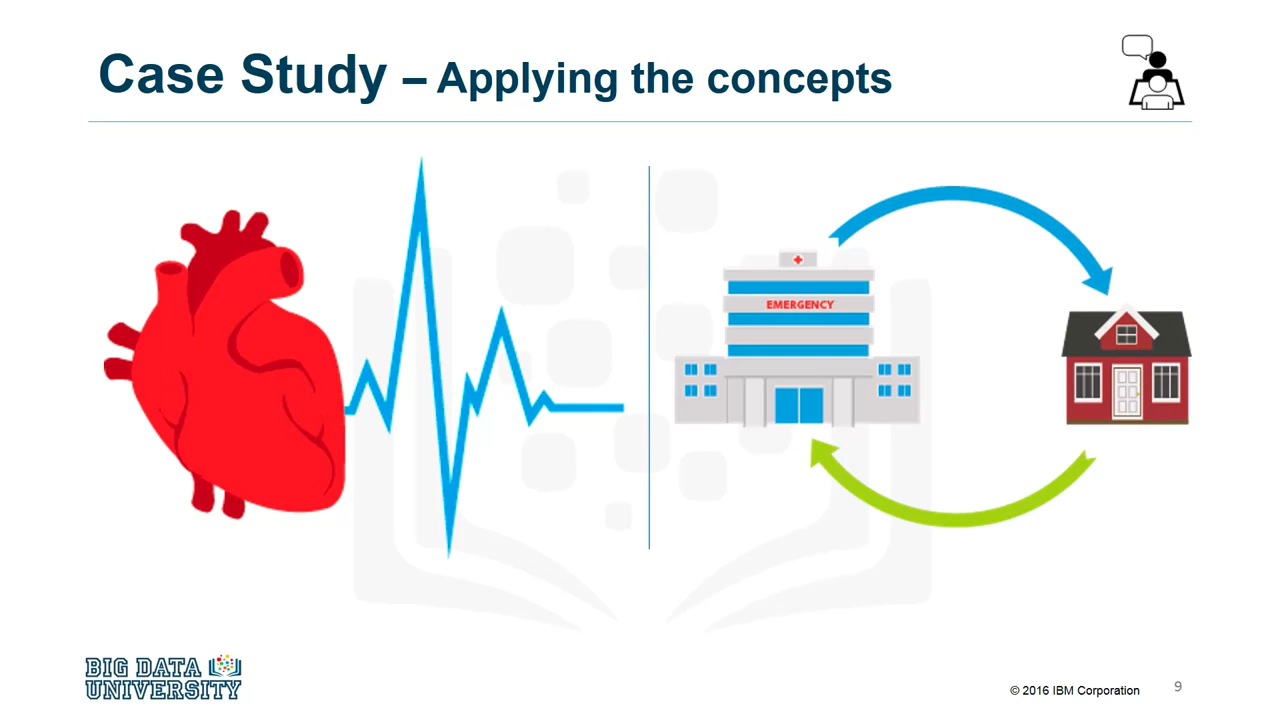 Case Study – Applying the concepts
EMERGENCY
BIG DATA
UNIVERSITY
© 2016 IBM Corporation
9